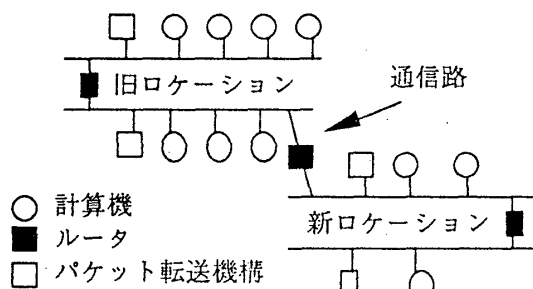 旧ロケーション
通信路
○ 計算機
■ ルータ
新ロケーション
□ パケット転送機構